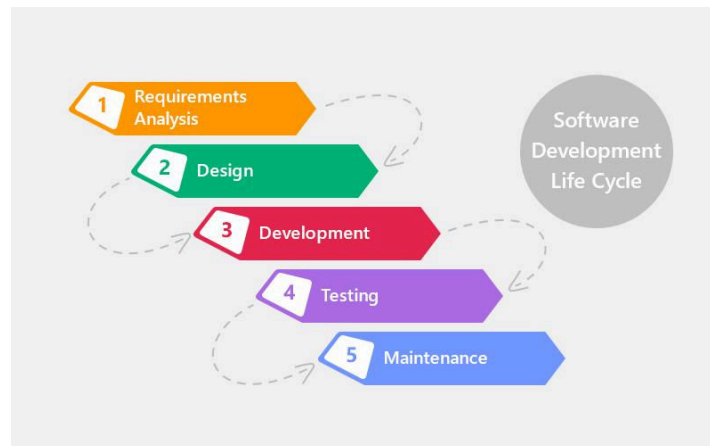 1
Requirements
Analysis
2
Design
3
Development
4
Testing
5
Maintenance
Software
Development
Life Cycle